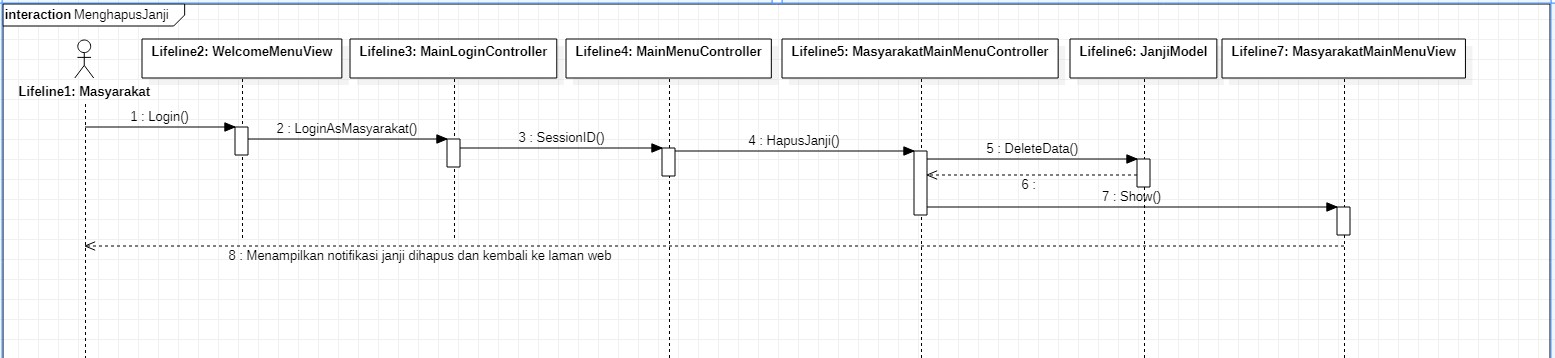 interaction MenghapusJanji
Lifeline1: Masyarakat
Lifeline2: WelcomeMenuView
Lifeline3: MainLoginController
Lifeline4: MainMenuController
Lifeline5: MasyarakatMainMenuController
Lifeline6: JanjiModel
Lifeline7: MasyarakatMainMenuView
1 : Login()
2 : LoginAsMasyarakat()
3 : SessionID()
4 : HapusJanji()
5 : DeleteData()
6 :
7 : Show()
8 : Menampilkan notifikasi janji dihapus dan kembali ke laman web